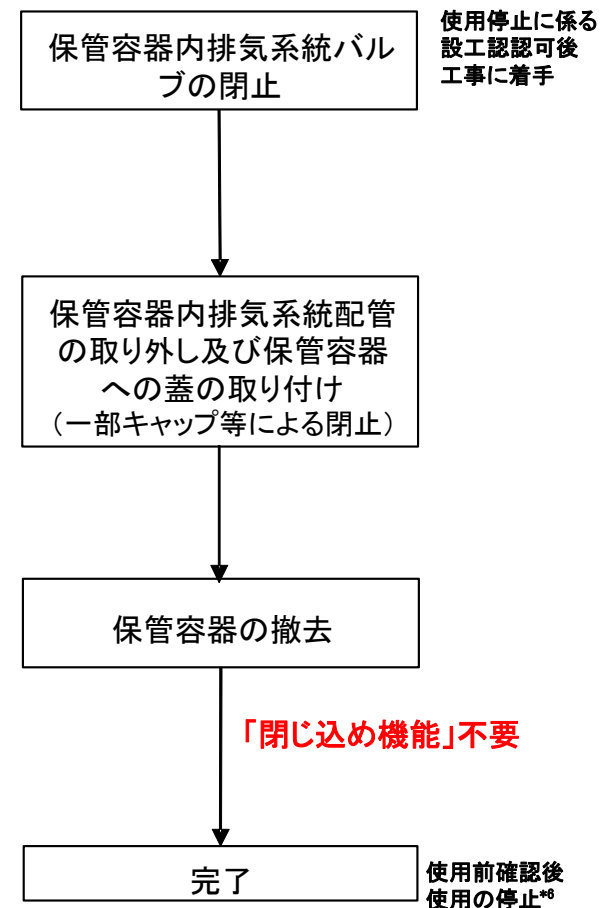 保管容器内排気系統バル
ブの閉止
使用停止に係る
設工認認可後
工事に着手
保管容器内排気系統配管
の取り外し及び保管容器
への蓋の取り付け
（一部キャップ等による閉止）
保管容器の撤去
「閉じ込め機能」不要
完了
使用前確認後
使用の停止*6